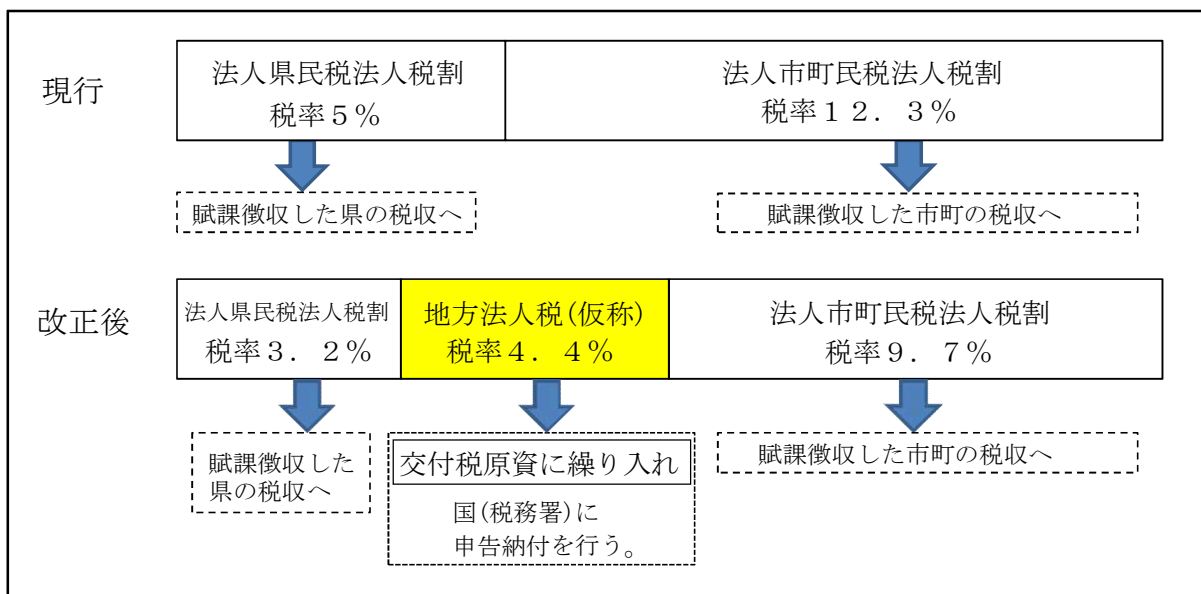 現行
法人県民税法人税割
税率5%
法人市町民税法人税割
税率12.3%
賦課徴収した県の税収へ
賦課徴収した市町の税収へ
改正後
法人県民税法人税割
税率3.2%
地方法人税(仮称)
税率4.4%
法人市町民税法人税割
税率9.7%
賦課徴収した
県の税収へ
交付税原資に繰り入れ
国(税務署)に
申告納付を行う。
賦課徴収した市町の税収へ